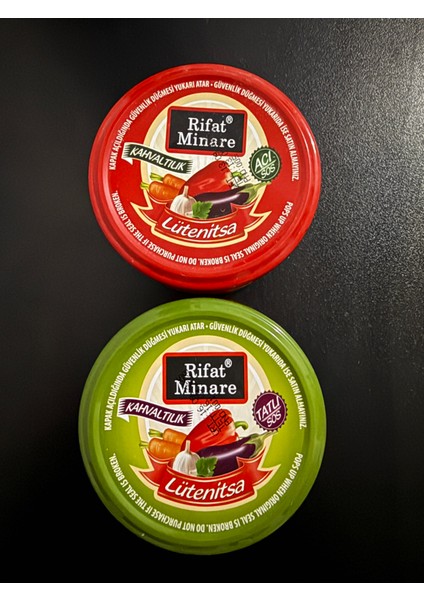 KAPAK AÇILDIĞINDA GÜVENLİK DÜĞMESİ YUKARI ATAR • GÜVENLİK DÜĞMESİ YUKARIDA İSE SATIN ALMAYINIZ.
Rifat®
Minare
KAHVALTILIK
ACI
SOS
Lütenitsa
POPS UP WHEN ORIGINAL SEAL IS BROKEN. DO NOT PURCHASE IF THE SEAL IS BROKEN.
KAPAK AÇILDIĞINDA GÜVENLİK DÜĞMESİ YUKARI ATAR • GÜVENLİK DÜĞMESİ YUKARIDA İSE SATIN ALMAYINIZ.
Rifat®
Minare
KAHVALTILIK
TATLI
SOS
Lütenitsa
POPS UP WHEN ORIGINAL SEAL IS BROKEN. DO NOT PURCHASE IF THE SEAL IS BROKEN.